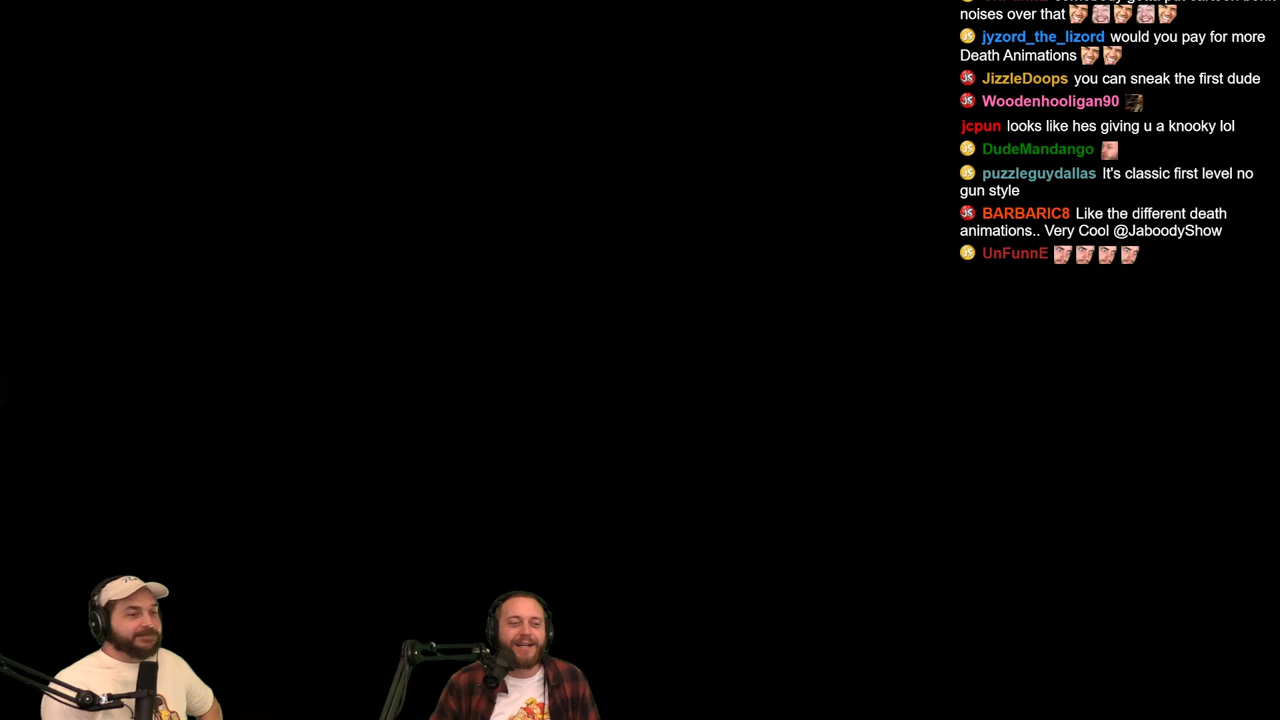 noises over that
jyzord_the_lizord would you pay for more
Death Animations
JizzleDoops you can sneak the first dude
Woodenhooligan90
jcpun looks like hes giving u a knooky lol
DudeMandango
puzzleguydallas It's classic first level no
gun style
BARBARIC8 Like the different death
animations.. Very Cool @JaboodyShow
UnFunnE